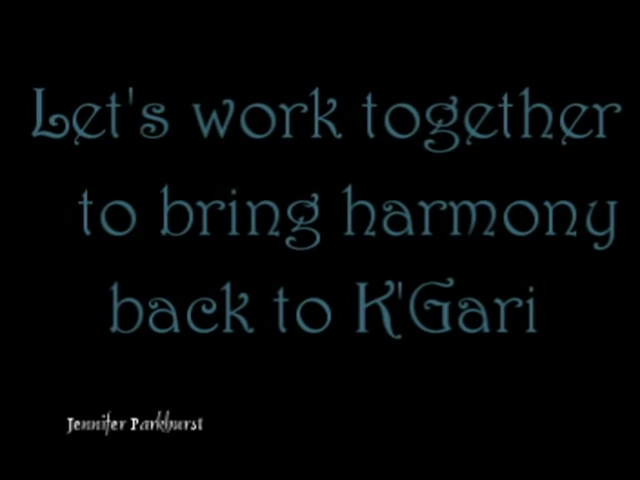 Let's work together
to bring harmony
back to K'Gari
Jennifer Parkhurst